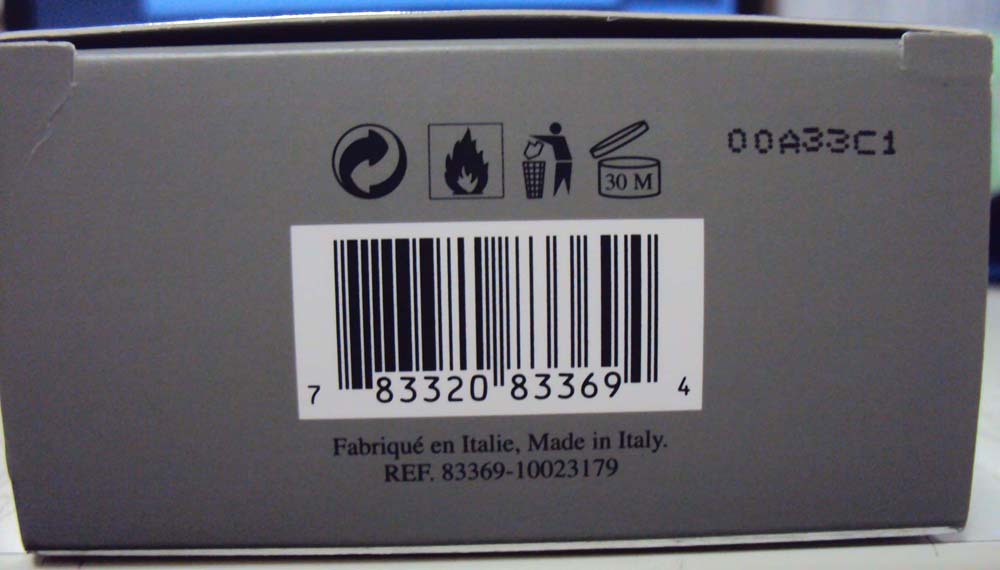 00A33C1
30 M
7 83320 83369 4
Fabriqué en Italie, Made in Italy.
REF. 83369-10023179